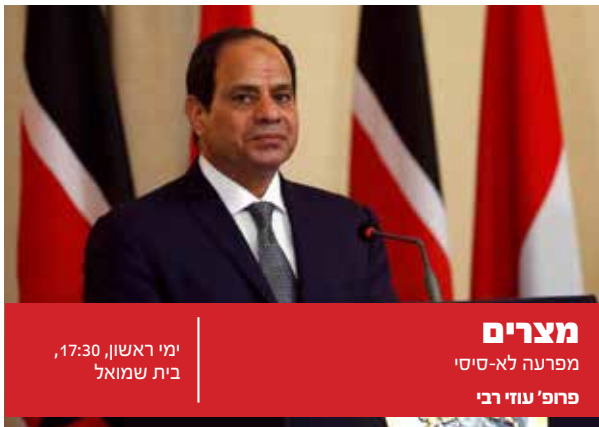 מצרים
מפרעה לא-סיסי
פרופ' עוזי רבי
ימי ראשון, 17:30,
בית שמואל